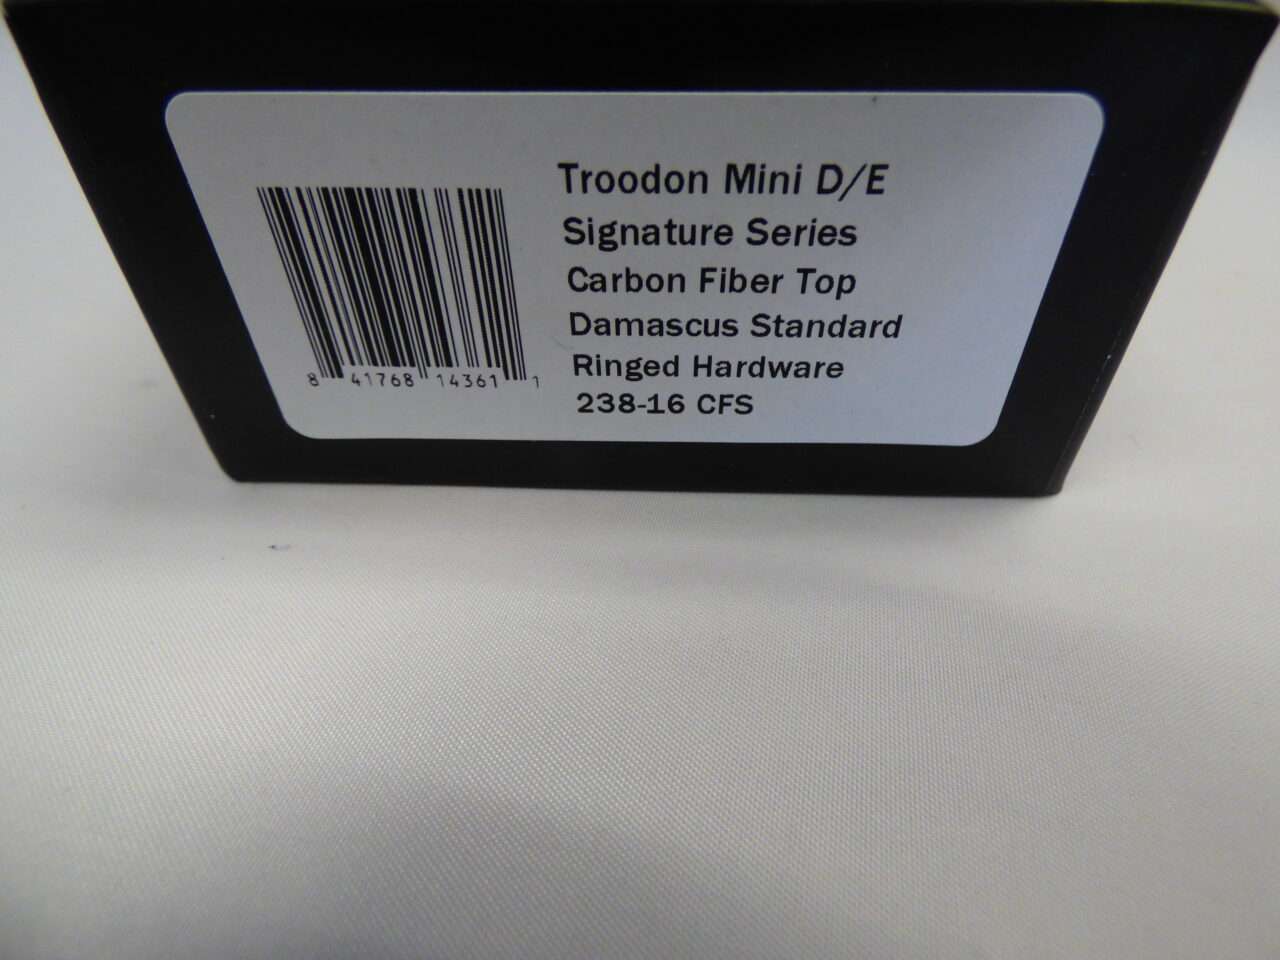 Troodon Mini D/E
Signature Series
Carbon Fiber Top
Damascus Standard
Ringed Hardware
238-16 CFS
8 41768 14361 1